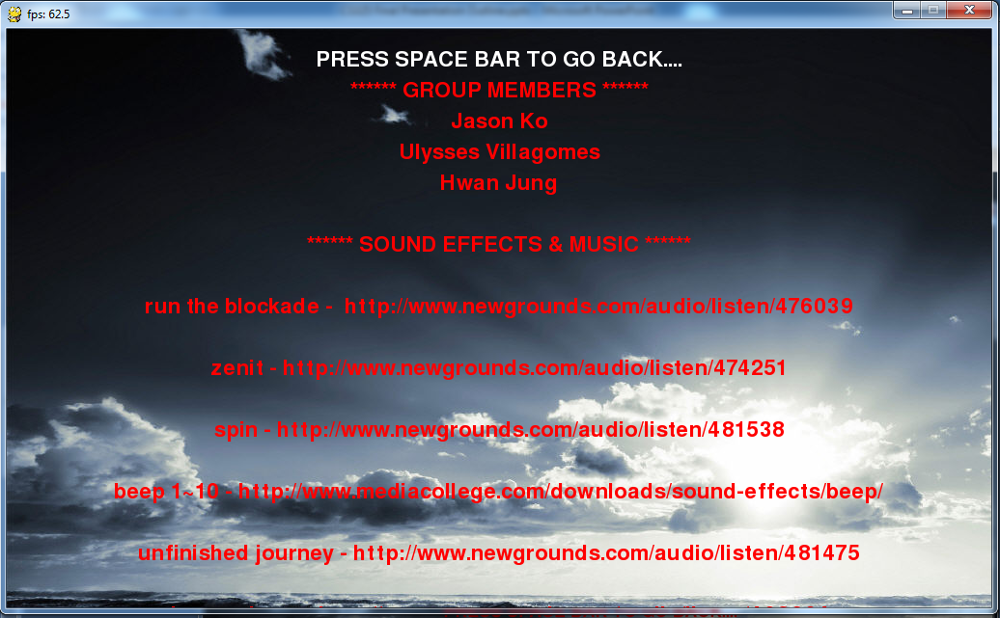 fps: 62.5
PRESS SPACE BAR TO GO BACK....
****** GROUP MEMBERS ******
Jason Ko
Ulysses Villagomes
Hwan Jung
****** SOUND EFFECTS & MUSIC ******
run the blockade -  http://www.newgrounds.com/audio/listen/476039
zenit - http://www.newgrounds.com/audio/listen/474251
spin - http://www.newgrounds.com/audio/listen/481538
beep 1~10 - http://www.mediacollege.com/downloads/sound-effects/beep/
unfinished journey - http://www.newgrounds.com/audio/listen/481475